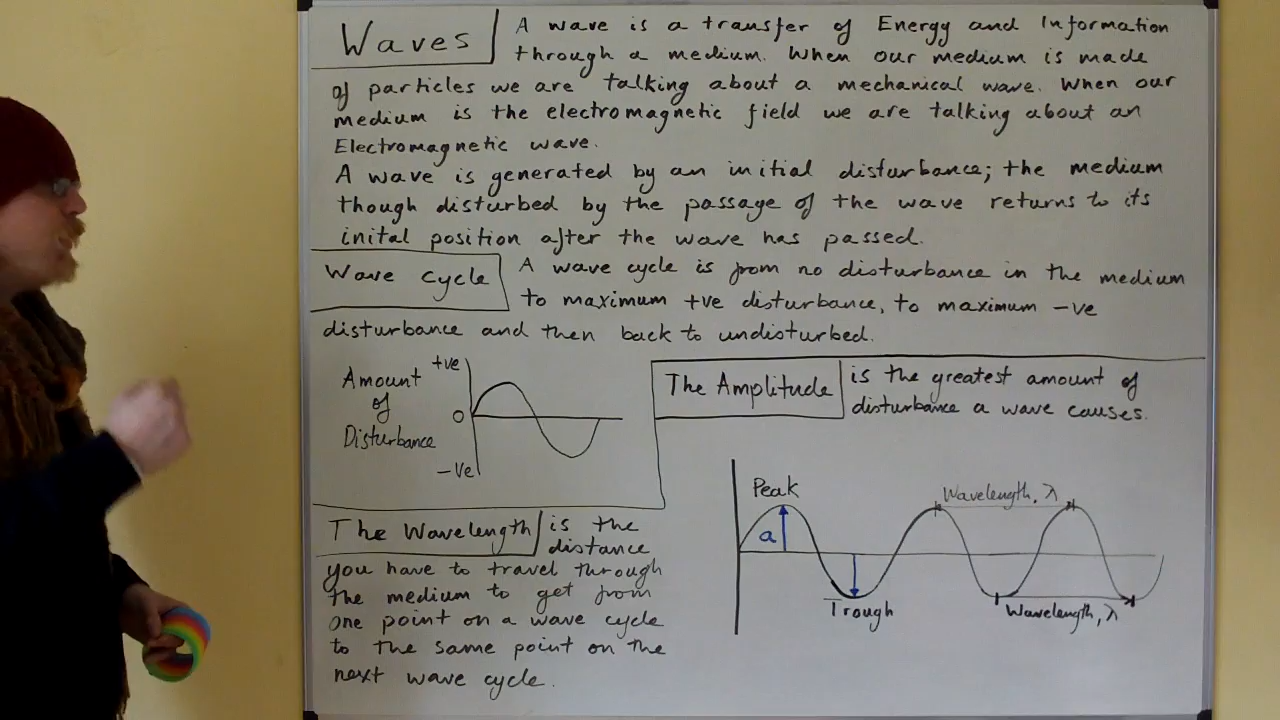 Waves
A wave is a transfer of Energy and Information
through a medium. When our medium is made
of particles we are talking about a mechanical wave. When our
medium is the electromagnetic field we are talking about an
Electromagnetic wave.
A wave is generated by an initial disturbance; the medium
though disturbed by the passage of the wave returns to its
inital position after the wave has passed.
Wave Cycle
A wave cycle is from no disturbance in the medium
to maximum +ve disturbance, to maximum -ve
disturbance and then back to undisturbed.
Amount
of
Disturbance
+ve
0
-ve
The Amplitude
is the greatest amount of
disturbance a wave causes.
The Wavelength
is the
distance
you have to travel through
the medium to get from
one point on a wave cycle
to the same point on the
next wave cycle.
Peak
a
Trough
Wavelength, λ
Wavelength, λ